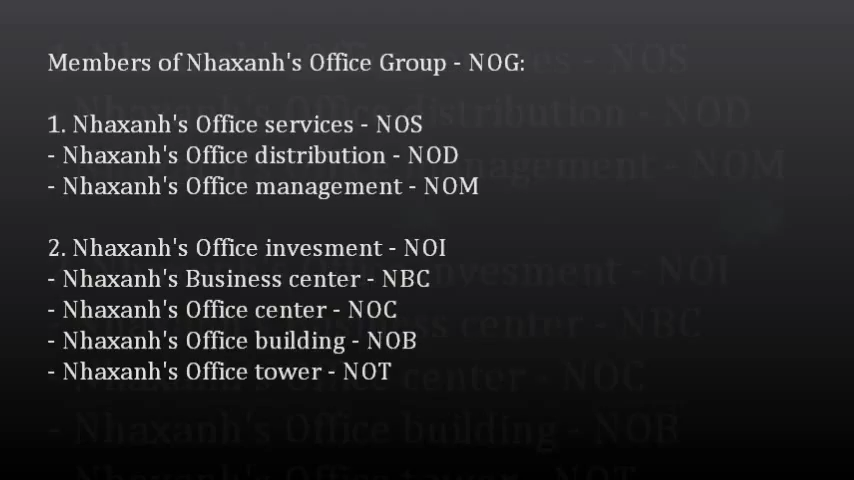 Members of Nhaxanh's Office Group - NOG:
1. Nhaxanh's Office services - NOS
- Nhaxanh's Office distribution - NOD
- Nhaxanh's Office management - NOM
2. Nhaxanh's Office invesment - NOI
- Nhaxanh's Business center - NBC
- Nhaxanh's Office center - NOC
- Nhaxanh's Office building - NOB
- Nhaxanh's Office tower - NOT